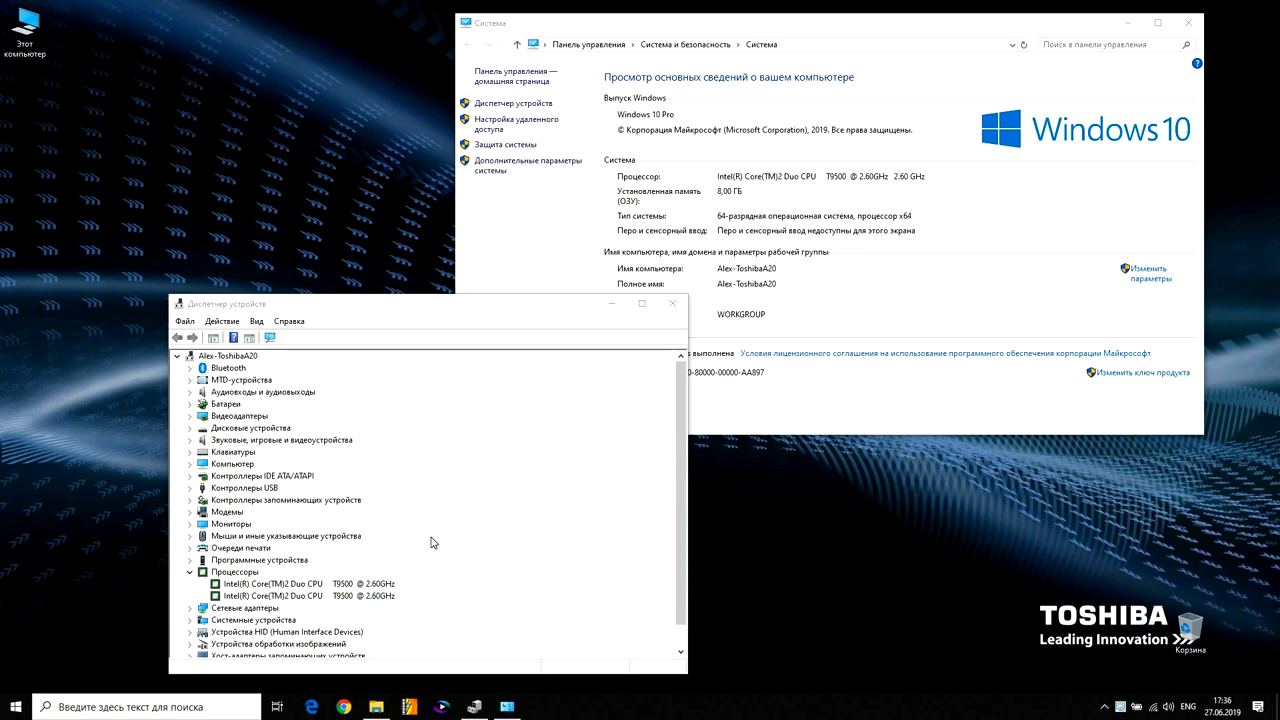 Этот
компьютер
Система
Панель управления › Система и безопасность › Система
Поиск в панели управления
Панель управления —
домашняя страница
Диспетчер устройств
Настройка удаленного
доступа
Защита системы
Дополнительные параметры
системы
Просмотр основных сведений о вашем компьютере
Выпуск Windows
Windows 10 Pro
© Корпорация Майкрософт (Microsoft Corporation), 2019. Все права защищены.
Windows 10
Система
Процессор: Intel(R) Core(TM)2 Duo CPU T9500 @ 2.60GHz 2.60 GHz
Установленная память
(ОЗУ): 8,00 ГБ
Тип системы: 64-разрядная операционная система, процессор x64
Перо и сенсорный ввод: Перо и сенсорный ввод недоступны для этого экрана
Имя компьютера, имя домена и параметры рабочей группы
Имя компьютера: Alex-ToshibaA20
Изменить
параметры
Полное имя: Alex-ToshibaA20
WORKGROUP
s выполнена Условия лицензионного соглашения на использование программного обеспечения корпорации Майкрософт
0-80000-00000-AA897
Изменить ключ продукта
Диспетчер устройств
Файл Действие Вид Справка
Alex-ToshibaA20
Bluetooth
MTD-устройства
Аудиовходы и аудиовыходы
Батареи
Видеоадаптеры
Дисковые устройства
Звуковые, игровые и видеоустройства
Клавиатуры
Компьютер
Контроллеры IDE ATA/ATAPI
Контроллеры USB
Контроллеры запоминающих устройств
Модемы
Мониторы
Мыши и иные указывающие устройства
Очереди печати
Программные устройства
Процессоры
Intel(R) Core(TM)2 Duo CPU T9500 @ 2.60GHz
Intel(R) Core(TM)2 Duo CPU T9500 @ 2.60GHz
Сетевые адаптеры
Системные устройства
Устройства HID (Human Interface Devices)
Устройства обработки изображений
Хост-адаптеры запоминающих устройств
TOSHIBA
Leading Innovation
Корзина
Введите здесь текст для поиска
ENG
17:36
27.06.2019